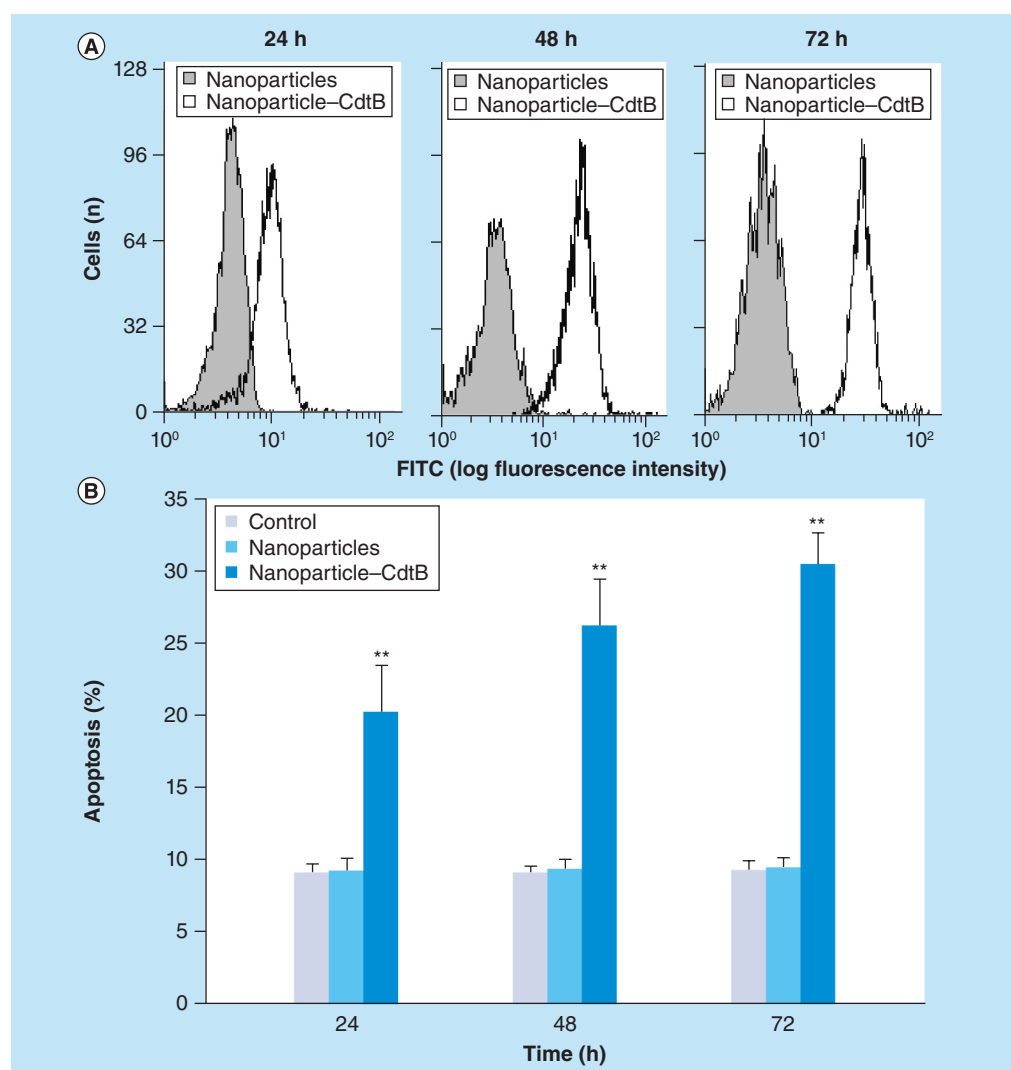 A
24 h
48 h
72 h
Nanoparticles
Nanoparticle–CdtB
Nanoparticles
Nanoparticle–CdtB
Nanoparticles
Nanoparticle–CdtB
Cells (n)
128
96
64
32
0
10⁰ 10¹ 10²
10⁰ 10¹ 10²
10⁰ 10¹ 10²
FITC (log fluorescence intensity)
B
Control
Nanoparticles
Nanoparticle–CdtB
Apoptosis (%)
35
30
25
20
15
10
5
0
**
**
**
24 48 72
Time (h)